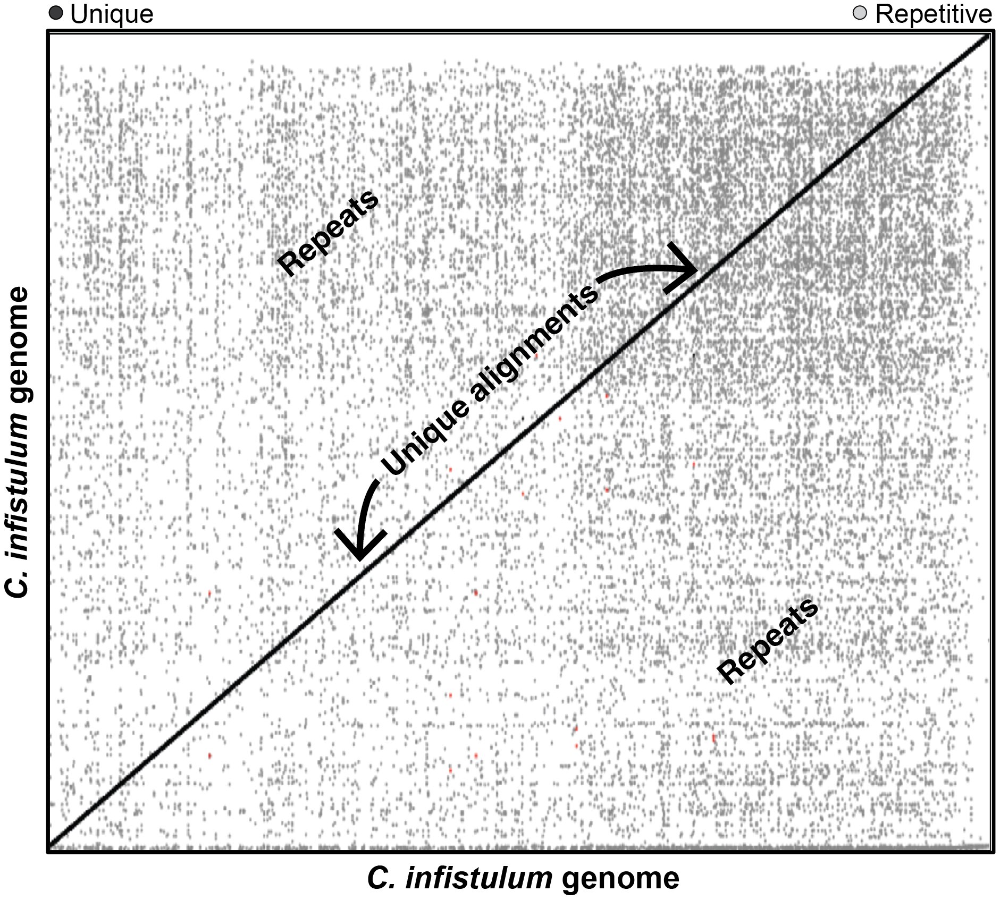 Unique
Repetitive
Repeats
Unique alignments
Repeats
C. infistulum genome
C. infistulum genome